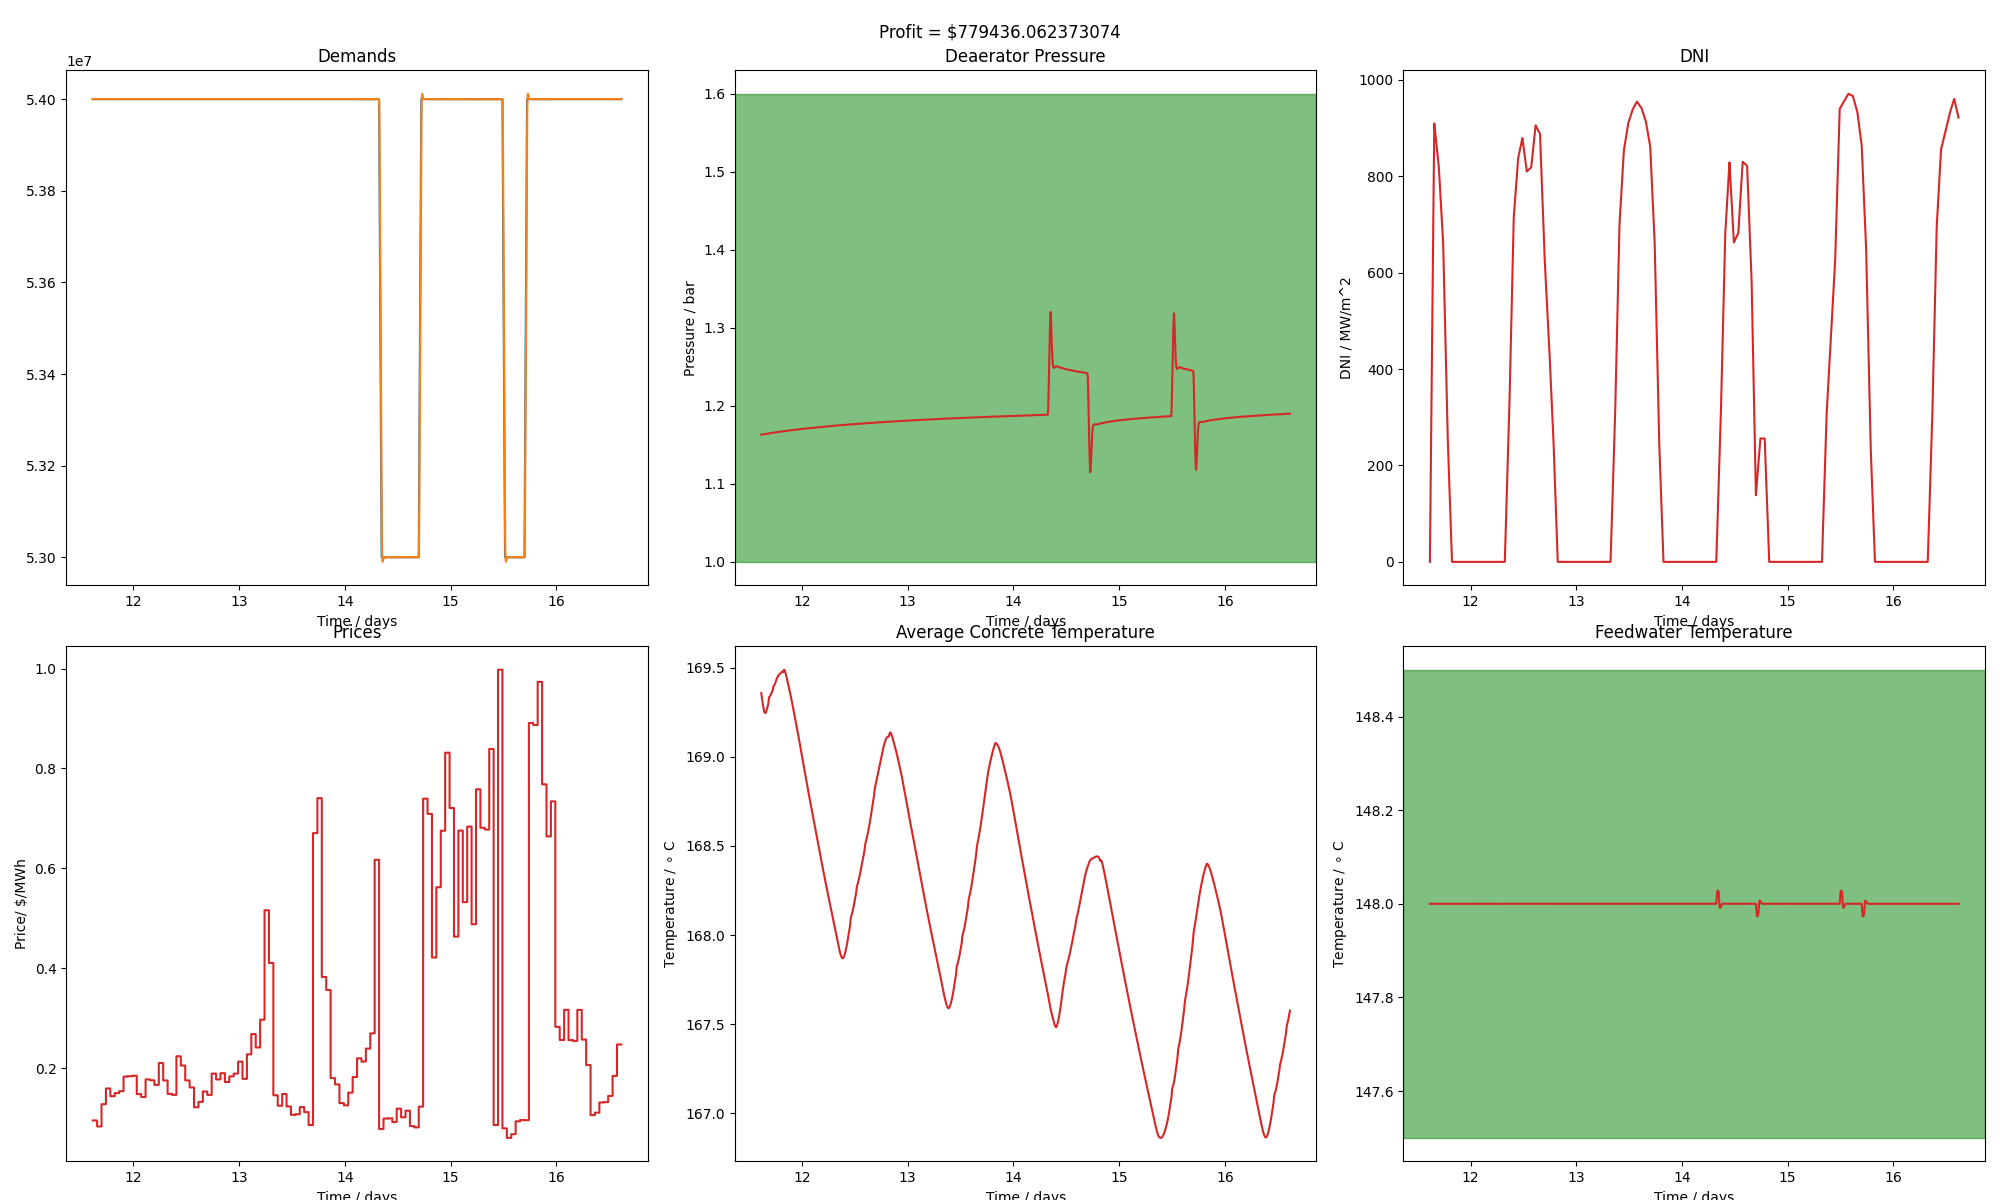 Profit = $779436.062373074
Demands
1e7
5.40
5.38
5.36
5.34
5.32
5.30
12 13 14 15 16
Time / days
Deaerator Pressure
Pressure / bar
1.6
1.5
1.4
1.3
1.2
1.1
1.0
12 13 14 15 16
Time / days
DNI
DNI / MW/m^2
1000
800
600
400
200
0
12 13 14 15 16
Time / days
Prices
Price/ $/MWh
1.0
0.8
0.6
0.4
0.2
12 13 14 15 16
Time / days
Average Concrete Temperature
Temperature / ∘ C
169.5
169.0
168.5
168.0
167.5
167.0
12 13 14 15 16
Time / days
Feedwater Temperature
Temperature / ∘ C
148.4
148.2
148.0
147.8
147.6
12 13 14 15 16
Time / days